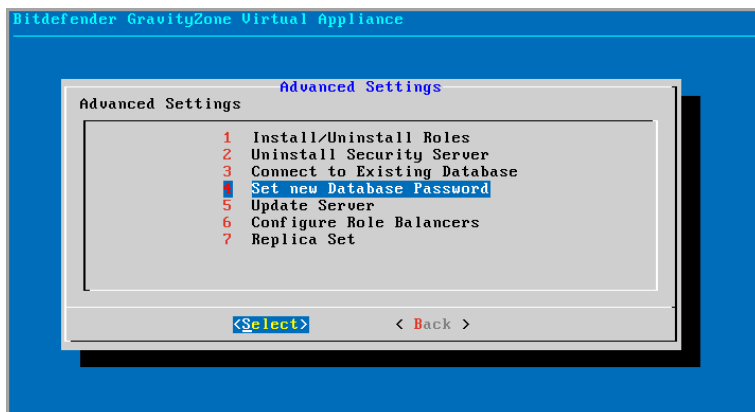 Bitdefender GravityZone Virtual Appliance
Advanced Settings
Advanced Settings
1 Install/Uninstall Roles
2 Uninstall Security Server
3 Connect to Existing Database
4 Set new Database Password
5 Update Server
6 Configure Role Balancers
7 Replica Set
<Select> < Back >